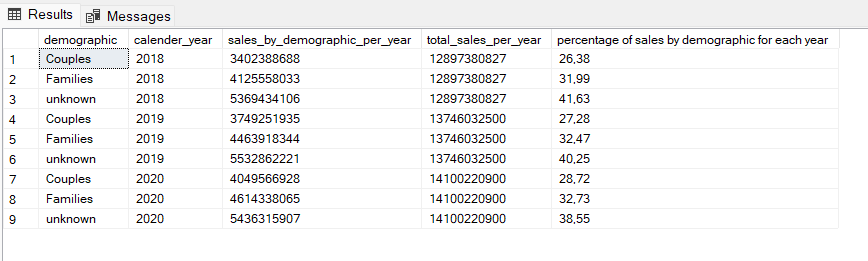 Results Messages
demographic calender_year sales_by_demographic_per_year total_sales_per_year percentage of sales by demographic for each year
1 Couples 2018 3402388688 12897380827 26,38
2 Families 2018 4125558033 12897380827 31,99
3 unknown 2018 5369434106 12897380827 41,63
4 Couples 2019 3749251935 13746032500 27,28
5 Families 2019 4463918344 13746032500 32,47
6 unknown 2019 5532862221 13746032500 40,25
7 Couples 2020 4049566928 14100220900 28,72
8 Families 2020 4614338065 14100220900 32,73
9 unknown 2020 5436315907 14100220900 38,55